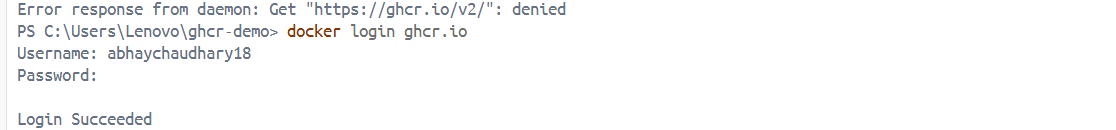 Error response from daemon: Get "https://ghcr.io/v2/": denied
PS C:\Users\Lenovo\ghcr-demo> docker login ghcr.io
Username: abhaychaudhary18
Password:
Login Succeeded